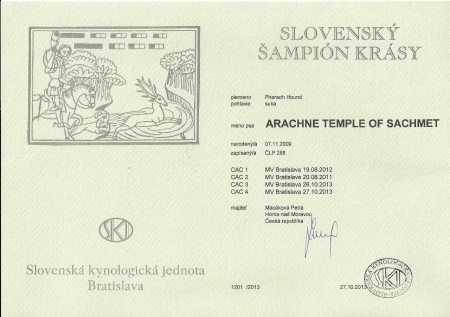 SLOVENSKÝ
ŠAMPIÓN KRÁSY
plemeno Pharaoh Hound
pohlavie suka
meno psa ARACHNE TEMPLE OF SACHMET
narodený/á 07.11.2009
zapísaný/á ČLP 266
CAC 1 MV Bratislava 19.08.2012
CAC 2 MV Bratislava 20.08.2011
CAC 3 MV Bratislava 26.10.2013
CAC 4 MV Bratislava 27.10.2013
majiteľ Macáková Petra
Horka nad Moravou
Česká republika
SKJ
Slovenská kynologická jednota
Bratislava
1201 /2013 27.10.2013